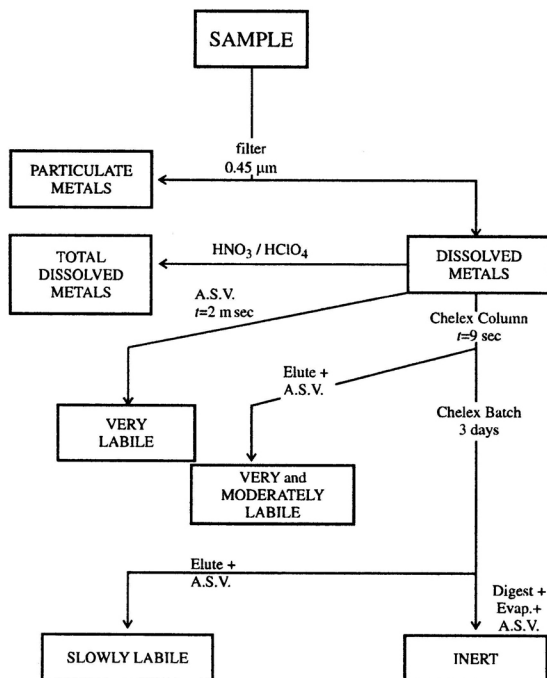 SAMPLE
filter
0.45 μm
PARTICULATE
METALS
TOTAL
DISSOLVED
METALS
HNO₃ / HClO₄
DISSOLVED
METALS
A.S.V.
t=2 m sec
Chelex Column
t=9 sec
Elute +
A.S.V.
Chelex Batch
3 days
VERY
LABILE
VERY and
MODERATELY
LABILE
Elute +
A.S.V.
Digest +
Evap.+
A.S.V.
SLOWLY LABILE
INERT